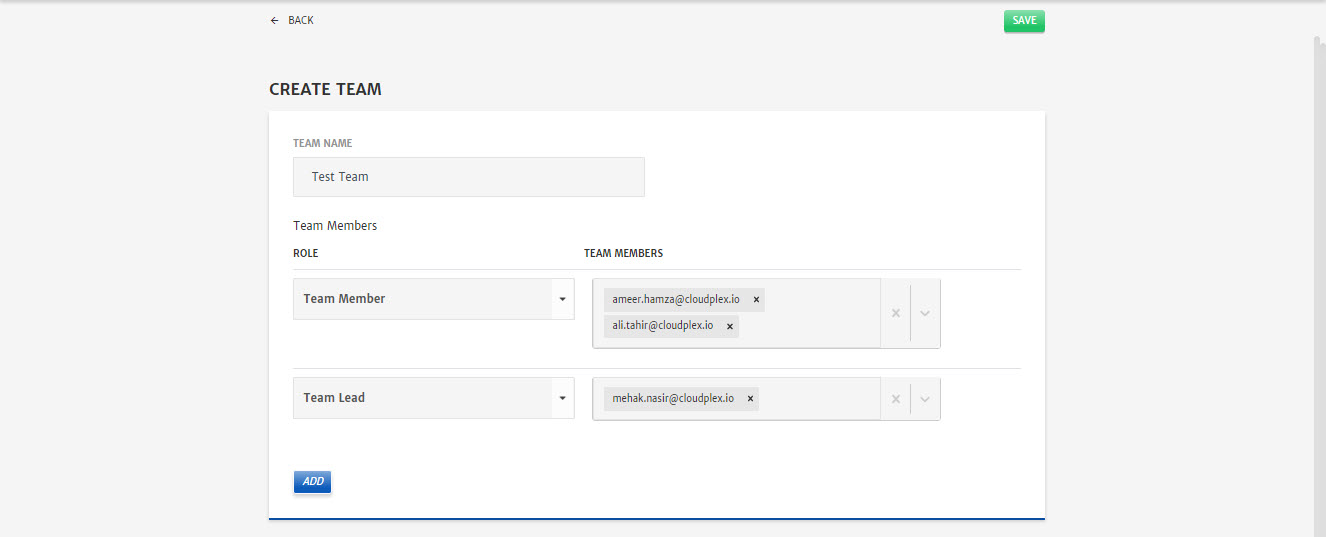 ← BACK
SAVE
CREATE TEAM
TEAM NAME
Test Team
Team Members
ROLE TEAM MEMBERS
Team Member
ameer.hamza@cloudplex.io ×
ali.tahir@cloudplex.io ×
Team Lead
mehak.nasir@cloudplex.io ×
ADD